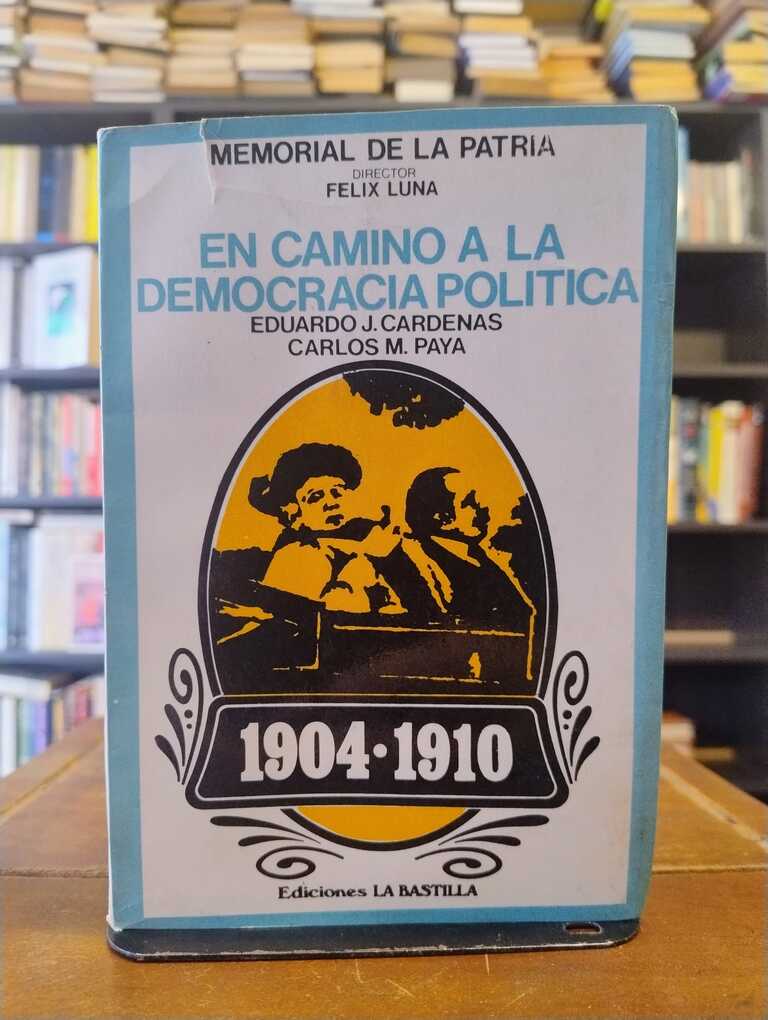 MEMORIAL DE LA PATRIA
DIRECTOR
FELIX LUNA
EN CAMINO A LA
DEMOCRACIA POLITICA
EDUARDO J. CARDENAS
CARLOS M. PAYA
1904 • 1910
Ediciones LA BASTILLA